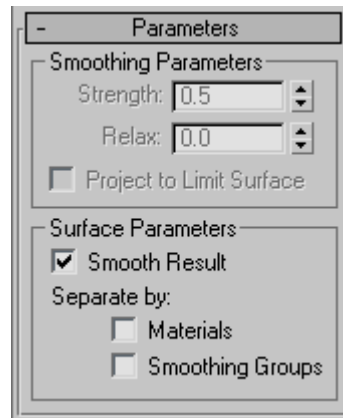 - Parameters
Smoothing Parameters
Strength: 0.5
Relax: 0.0
Project to Limit Surface
Surface Parameters
Smooth Result
Separate by:
Materials
Smoothing Groups